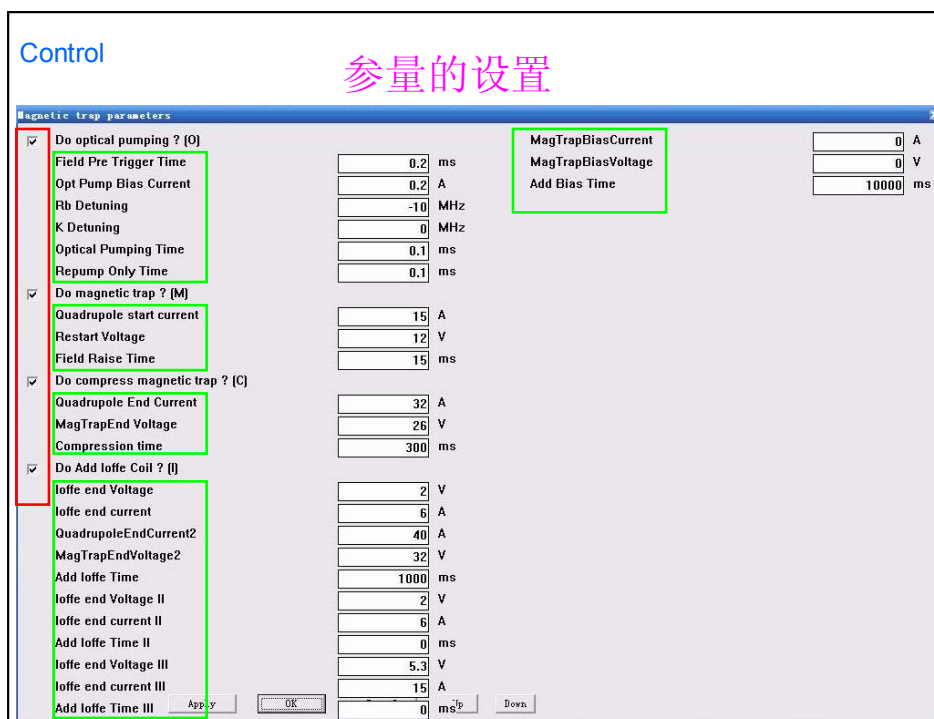 Control
参量的设置
Magnetic trap parameters
Do optical pumping ? (O)
Field Pre Trigger Time 0.2 ms
Opt Pump Bias Current 0.2 A
Rb Detuning -10 MHz
K Detuning 0 MHz
Optical Pumping Time 0.1 ms
Repump Only Time 0.1 ms
Do magnetic trap ? (M)
Quadrupole start current 15 A
Restart Voltage 12 V
Field Raise Time 15 ms
Do compress magnetic trap ? (C)
Quadrupole End Current 32 A
MagTrapEnd Voltage 26 V
Compression time 300 ms
Do Add Ioffe Coil ? (I)
Ioffe end Voltage 2 V
Ioffe end current 6 A
QuadrupoleEndCurrent2 40 A
MagTrapEndVoltage2 32 V
Add Ioffe Time 1000 ms
Ioffe end Voltage II 2 V
Ioffe end current II 6 A
Add Ioffe Time II 0 ms
Ioffe end Voltage III 5.3 V
Ioffe end current III 15 A
Add Ioffe Time III 0 ms
MagTrapBiasCurrent 0 A
MagTrapBiasVoltage 0 V
Add Bias Time 10000 ms
Apply OK Down